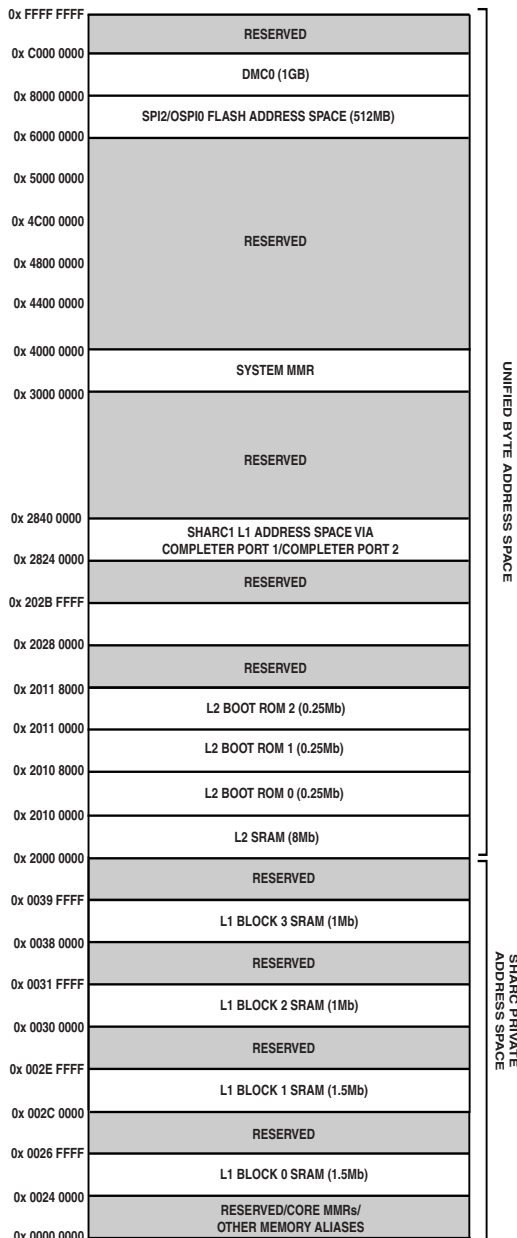 0x FFFF FFFF
RESERVED
0x C000 0000
DMC0 (1GB)
0x 8000 0000
SPI2/OSPI0 FLASH ADDRESS SPACE (512MB)
0x 6000 0000
0x 5000 0000
0x 4C00 0000
RESERVED
0x 4800 0000
0x 4400 0000
0x 4000 0000
SYSTEM MMR
0x 3000 0000
RESERVED
0x 2840 0000
SHARC1 L1 ADDRESS SPACE VIA
COMPLETER PORT 1/COMPLETER PORT 2
0x 2824 0000
RESERVED
0x 202B FFFF
0x 2028 0000
RESERVED
0x 2011 8000
L2 BOOT ROM 2 (0.25Mb)
0x 2011 0000
L2 BOOT ROM 1 (0.25Mb)
0x 2010 8000
L2 BOOT ROM 0 (0.25Mb)
0x 2010 0000
L2 SRAM (8Mb)
0x 2000 0000
RESERVED
0x 0039 FFFF
L1 BLOCK 3 SRAM (1Mb)
0x 0038 0000
RESERVED
0x 0031 FFFF
L1 BLOCK 2 SRAM (1Mb)
0x 0030 0000
RESERVED
0x 002E FFFF
L1 BLOCK 1 SRAM (1.5Mb)
0x 002C 0000
RESERVED
0x 0026 FFFF
L1 BLOCK 0 SRAM (1.5Mb)
0x 0024 0000
RESERVED/CORE MMRs/
OTHER MEMORY ALIASES
0x 0000 0000
UNIFIED BYTE ADDRESS SPACE
SHARC PRIVATE
ADDRESS SPACE